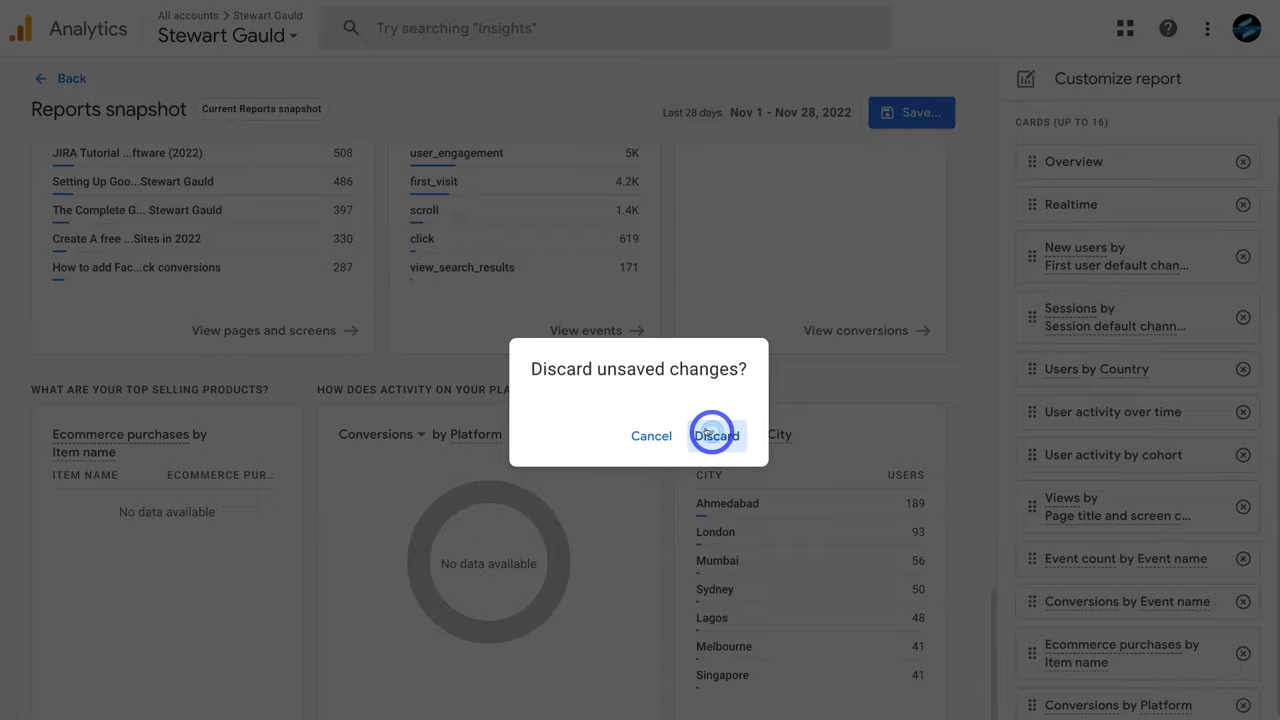 Analytics
All accounts > Stewart Gauld
Stewart Gauld
Try searching "Insights"
Back
Reports snapshot
Current Reports snapshot
Last 28 days
Nov 1 - Nov 28, 2022
Save...
JIRA Tutorial ...ftware (2022) 508
Setting Up Goo...Stewart Gauld 486
The Complete G... Stewart Gauld 397
Create A free ...Sites in 2022 330
How to add Fac...ck conversions 287
View pages and screens
user_engagement 5K
first_visit 4.2K
scroll 1.4K
click 619
view_search_results 171
View events
View conversions
Discard unsaved changes?
Cancel
Discard
WHAT ARE YOUR TOP SELLING PRODUCTS?
Ecommerce purchases by
Item name
ITEM NAME ECOMMERCE PUR...
No data available
HOW DOES ACTIVITY ON YOUR PLA
Conversions by Platform
No data available
City
CITY USERS
Ahmedabad 189
London 93
Mumbai 56
Sydney 50
Lagos 48
Melbourne 41
Singapore 41
Customize report
CARDS (UP TO 16)
Overview
Realtime
New users by
First user default chan...
Sessions by
Session default chann...
Users by Country
User activity over time
User activity by cohort
Views by
Page title and screen c...
Event count by Event name
Conversions by Event name
Ecommerce purchases by
Item name
Conversions by Platform